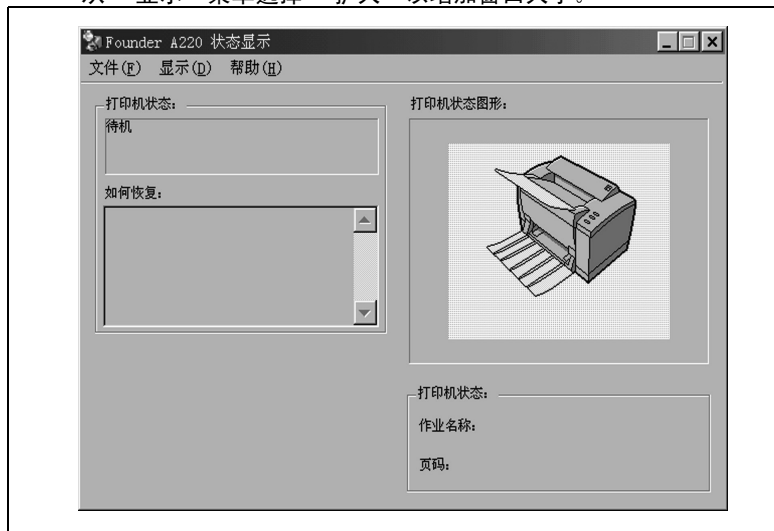 Founder A220 状态显示
文件(F) 显示(D) 帮助(H)
打印机状态:
待机
如何恢复:
打印机状态图形:
打印机状态:
作业名称:
页码: